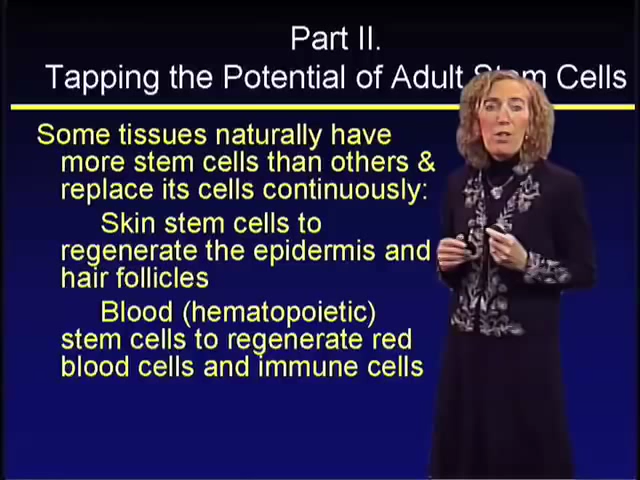 Part II.
Tapping the Potential of Adult Stem Cells
Some tissues naturally have
more stem cells than others &
replace its cells continuously:
Skin stem cells to
regenerate the epidermis and
hair follicles
Blood (hematopoietic)
stem cells to regenerate red
blood cells and immune cells